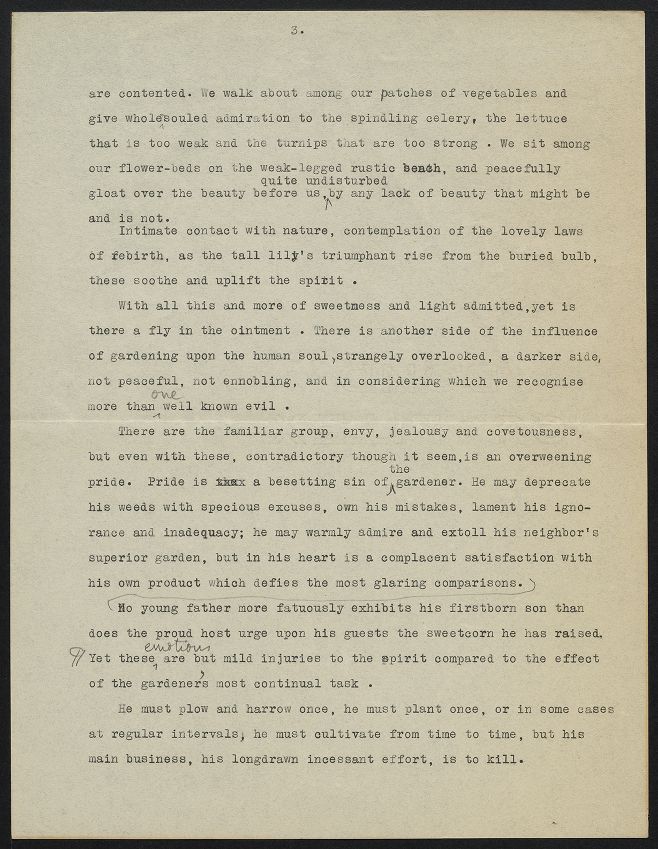 3.
are contented. We walk about among our patches of vegetables and
give wholesouled admiration to the spindling celery, the lettuce
that is too weak and the turnips that are too strong . We sit among
our flower-beds on the weak-legged rustic bench, and peacefully
quite undisturbed
gloat over the beauty before us, by any lack of beauty that might be
and is not.
Intimate contact with nature, contemplation of the lovely laws
of rebirth, as the tall lily's triumphant rise from the buried bulb,
these soothe and uplift the spirit .
With all this and more of sweetness and light admitted,yet is
there a fly in the ointment . There is another side of the influence
of gardening upon the human soul,strangely overlooked, a darker side,
not peaceful, not ennobling, and in considering which we recognise
one
more than well known evil .
There are the familiar group, envy, jealousy and covetousness,
but even with these, contradictory though it seem,is an overweening
the
pride. Pride is a besetting sin of gardener. He may deprecate
his weeds with specious excuses, own his mistakes, lament his igno-
rance and inadequacy; he may warmly admire and extoll his neighbor's
superior garden, but in his heart is a complacent satisfaction with
his own product which defies the most glaring comparisons.
No young father more fatuously exhibits his firstborn son than
does the proud host urge upon his guests the sweetcorn he has raised.
emotions
¶ Yet these are but mild injuries to the spirit compared to the effect
of the gardener's most continual task .
He must plow and harrow once, he must plant once, or in some cases
at regular intervals; he must cultivate from time to time, but his
main business, his longdrawn incessant effort, is to kill.